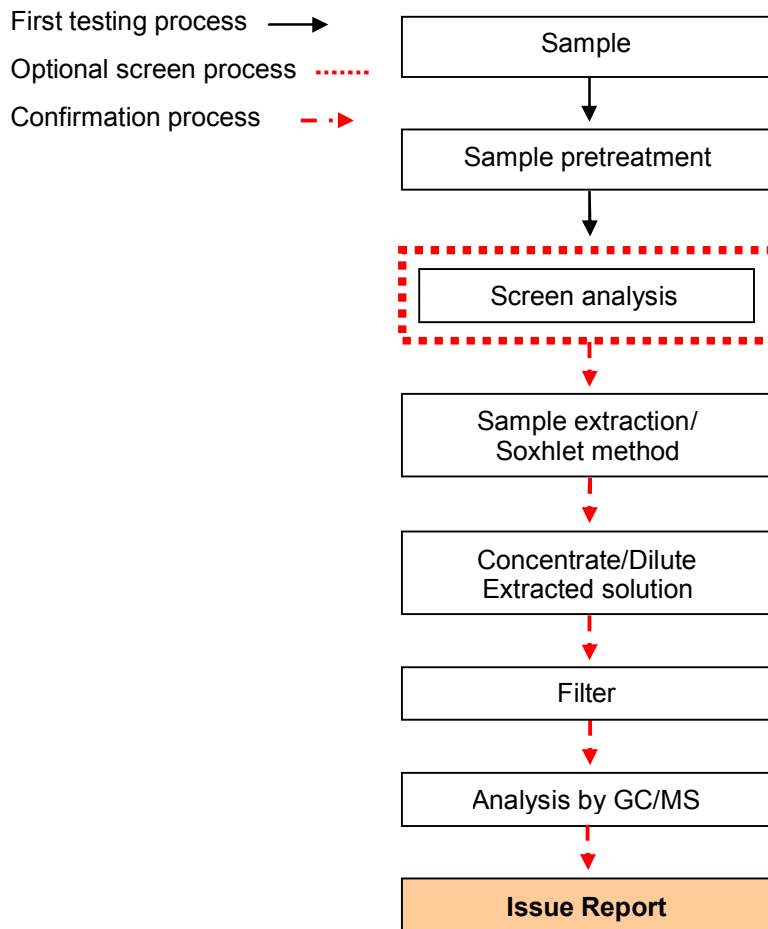 First testing process
Optional screen process
Confirmation process
Sample
Sample pretreatment
Screen analysis
Sample extraction/
Soxhlet method
Concentrate/Dilute
Extracted solution
Filter
Analysis by GC/MS
Issue Report